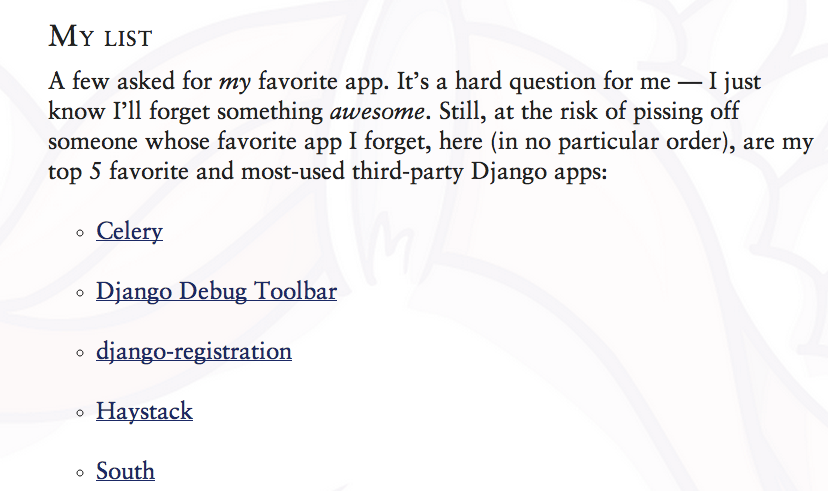 My list
A few asked for my favorite app. It’s a hard question for me — I just
know I’ll forget something awesome. Still, at the risk of pissing off
someone whose favorite app I forget, here (in no particular order), are my
top 5 favorite and most-used third-party Django apps:
Celery
Django Debug Toolbar
django-registration
Haystack
South